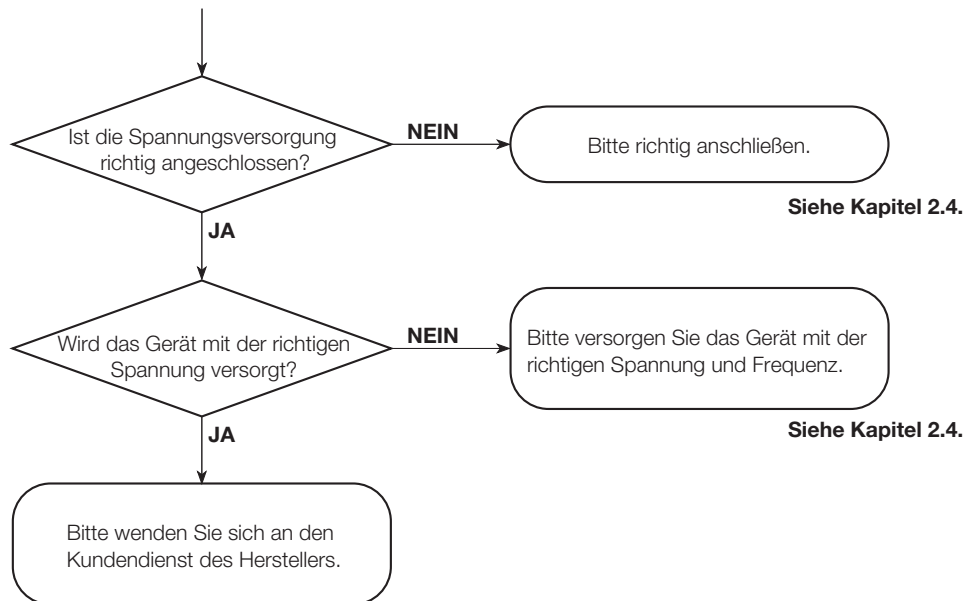 Ist die Spannungsversorgung
richtig angeschlossen?
NEIN
Bitte richtig anschließen.
Siehe Kapitel 2.4.
JA
Wird das Gerät mit der richtigen
Spannung versorgt?
NEIN
Bitte versorgen Sie das Gerät mit der
richtigen Spannung und Frequenz.
Siehe Kapitel 2.4.
JA
Bitte wenden Sie sich an den
Kundendienst des Herstellers.